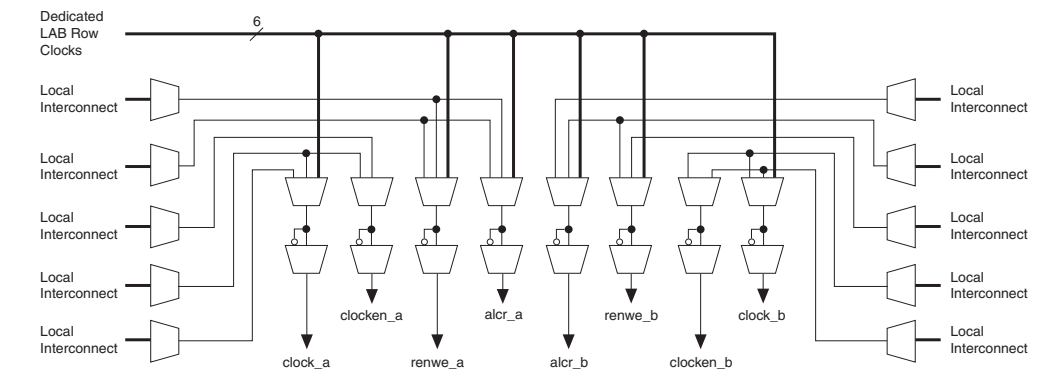 Dedicated
LAB Row
Clocks
6
Local
Interconnect
Local
Interconnect
Local
Interconnect
Local
Interconnect
Local
Interconnect
Local
Interconnect
Local
Interconnect
Local
Interconnect
Local
Interconnect
Local
Interconnect
clocken_a
alcr_a
renwe_b
clock_b
clock_a
renwe_a
alcr_b
clocken_b